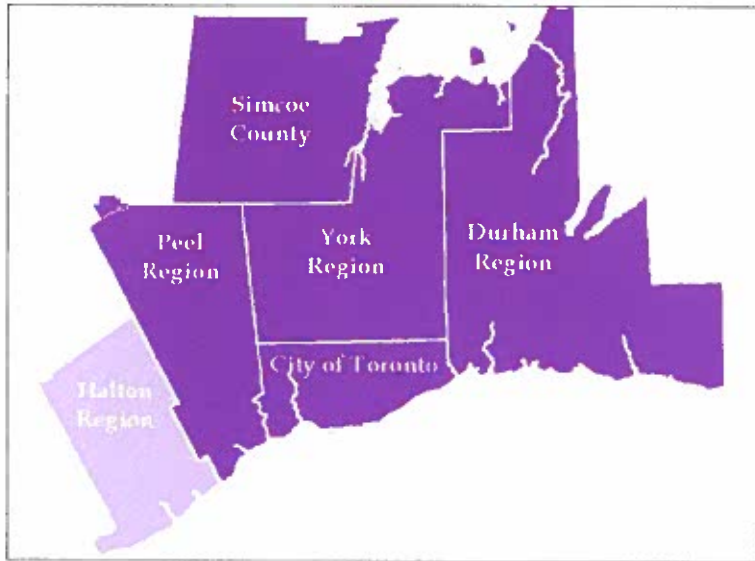 Simcoe
County
Peel
Region
York
Region
Durham
Region
City of Toronto
Halton
Region